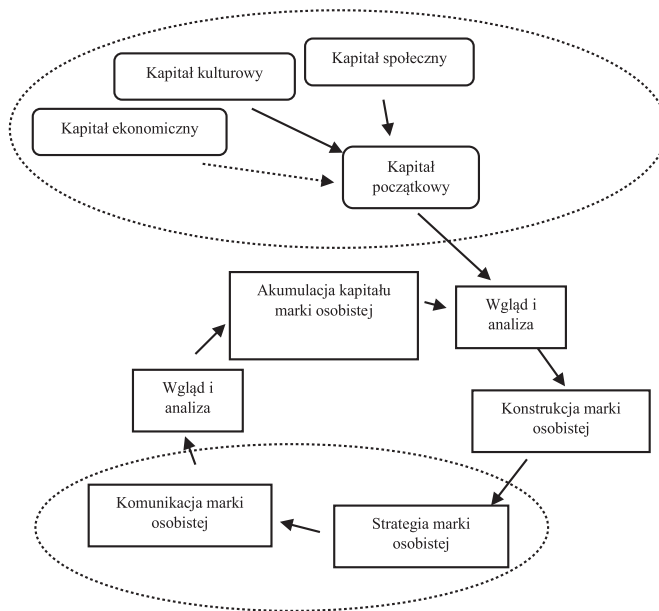 Kapitał społeczny
Kapitał kulturowy
Kapitał ekonomiczny
Kapitał
początkowy
Akumulacja kapitału
marki osobistej
Wgląd i
analiza
Wgląd i
analiza
Konstrukcja marki
osobistej
Komunikacja marki
osobistej
Strategia marki
osobistej